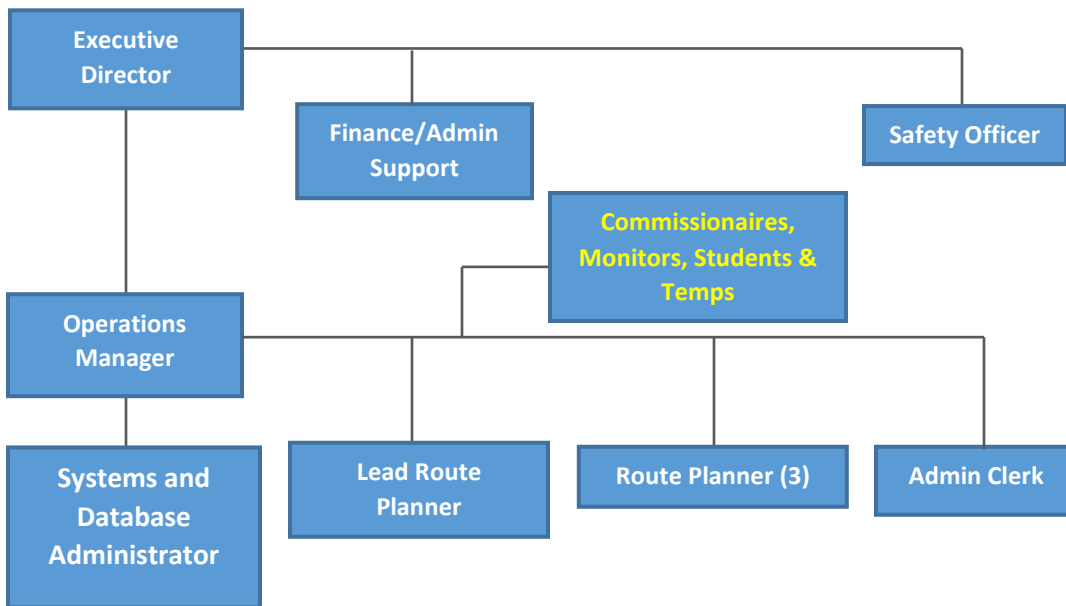 Executive
Director
Finance/Admin
Support
Safety Officer
Commissionaires,
Monitors, Students &
Temps
Operations
Manager
Systems and
Database
Administrator
Lead Route
Planner
Route Planner (3)
Admin Clerk